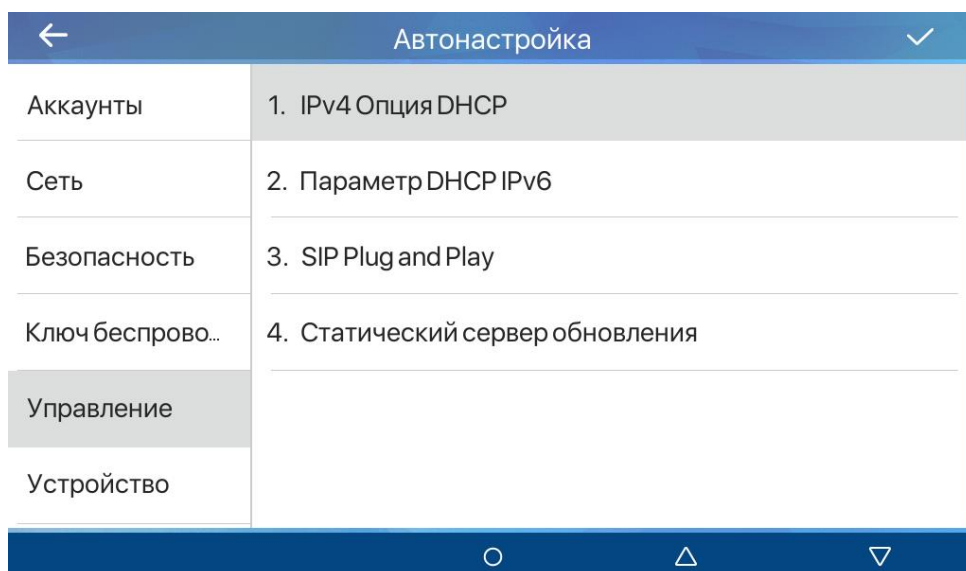 Автонастройка
Аккаунты
Сеть
Безопасность
Ключ беспрово...
Управление
Устройство
1. IPv4 Опция DHCP
2. Параметр DHCP IPv6
3. SIP Plug and Play
4. Статический сервер обновления